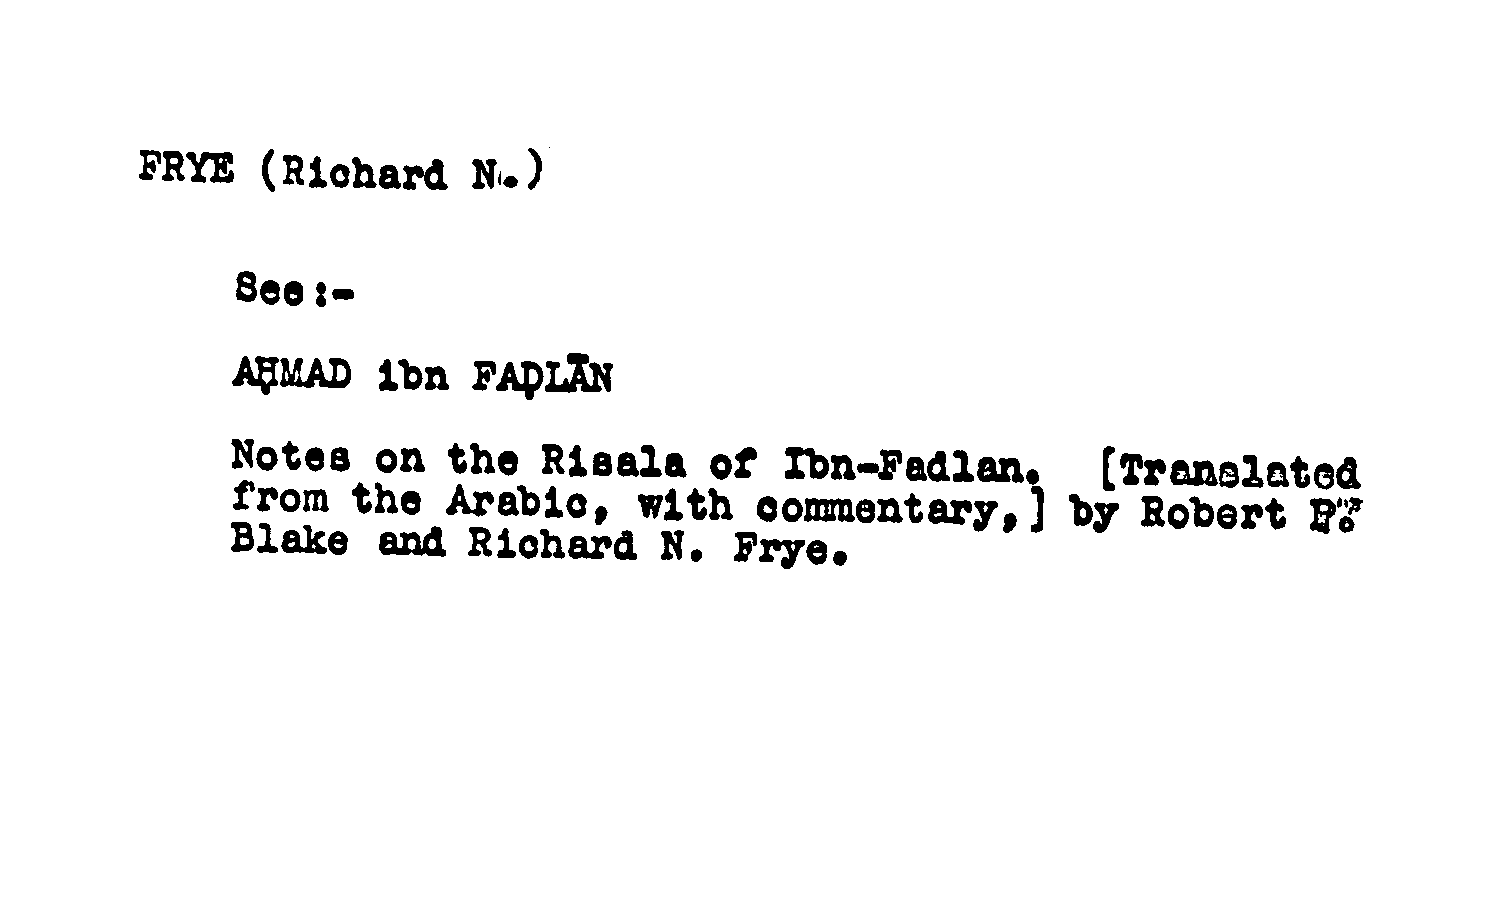 FRYE (Richard N.)
See:-
AḤMAD ibn FAḌLĀN
Notes on the Risala of Ibn-Fadlan. [Translated
from the Arabic, with commentary,] by Robert
Blake and Richard N. Frye.